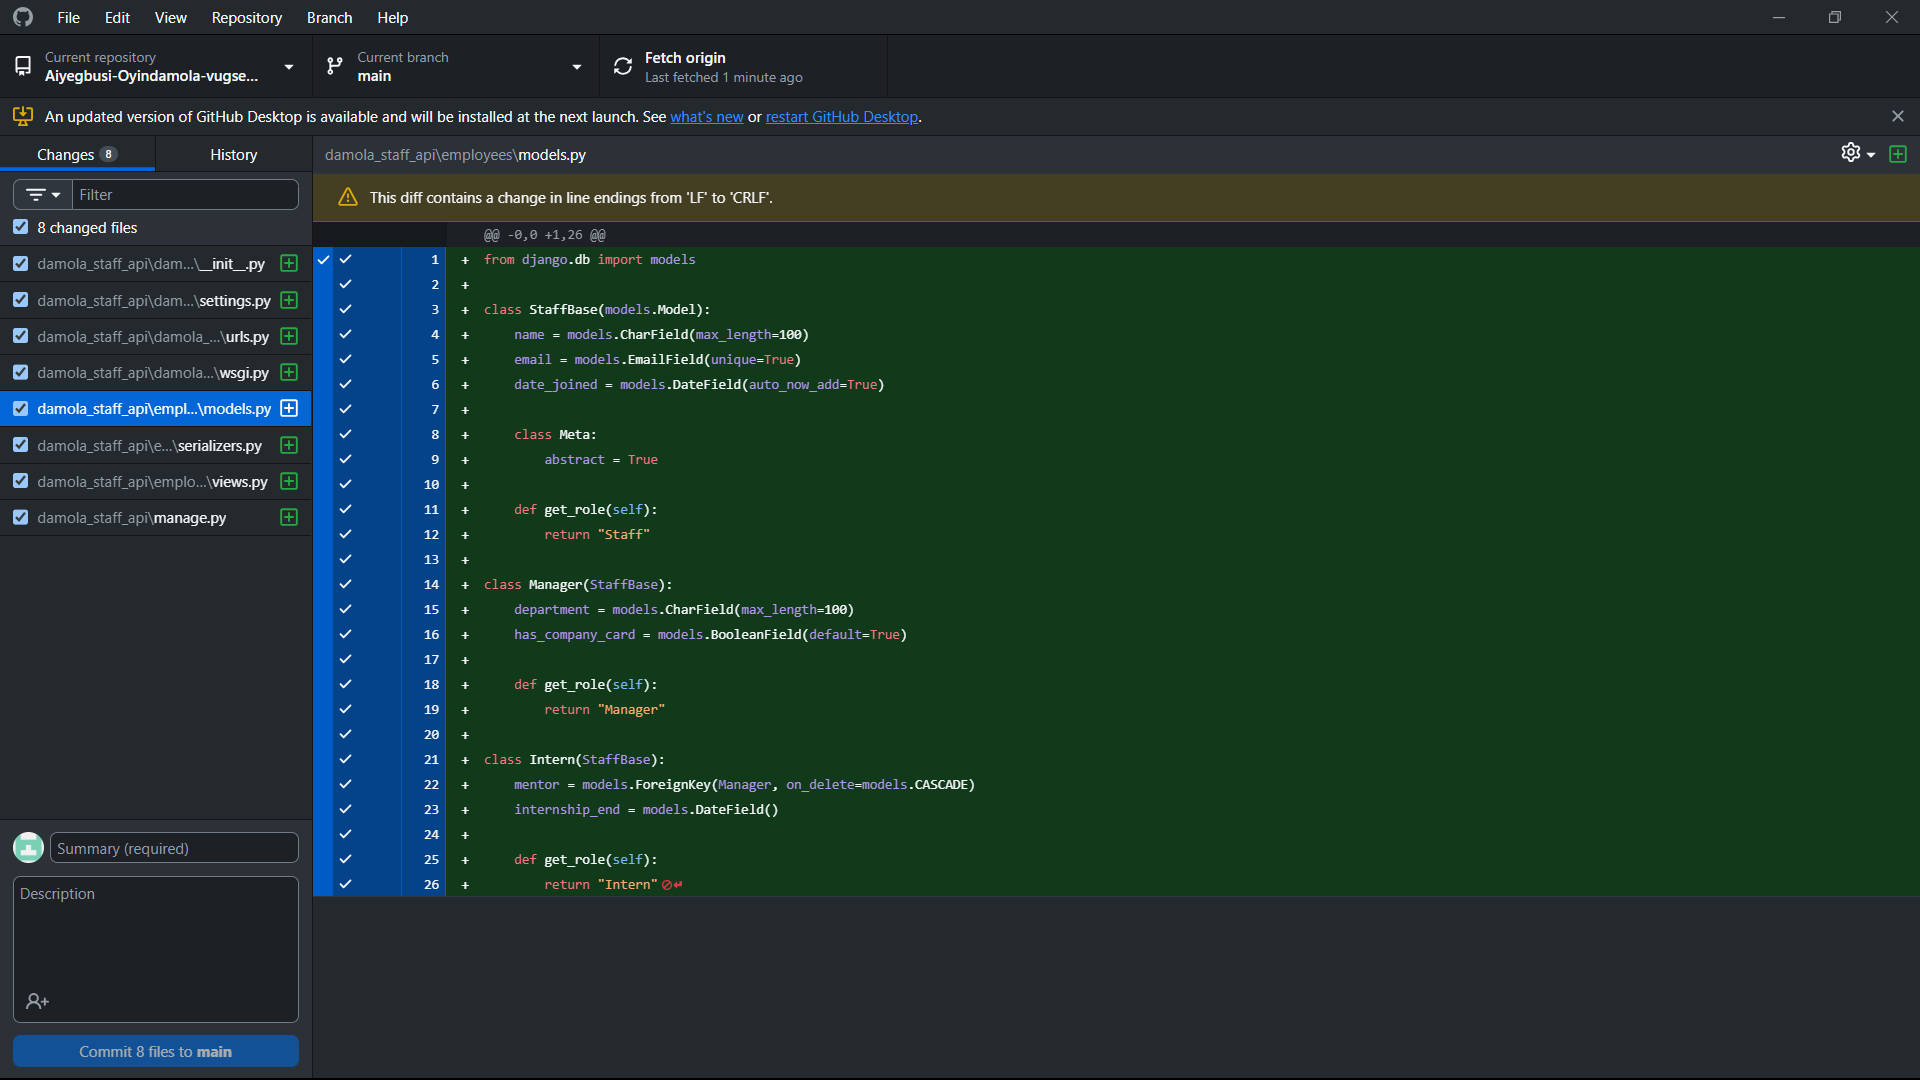 File Edit View Repository Branch Help
Current repository
Aiyegbusi-Oyindamola-vugse...
Current branch
main
Fetch origin
Last fetched 1 minute ago
An updated version of GitHub Desktop is available and will be installed at the next launch. See what's new or restart GitHub Desktop.
Changes 8
History
Filter
8 changed files
damola_staff_api\dam...\__init__.py
damola_staff_api\dam...\settings.py
damola_staff_api\damola_...\urls.py
damola_staff_api\damola...\wsgi.py
damola_staff_api\empl...\models.py
damola_staff_api\e...\serializers.py
damola_staff_api\emplo...\views.py
damola_staff_api\manage.py
Summary (required)
Description
Commit 8 files to main
damola_staff_api\employees\models.py
This diff contains a change in line endings from 'LF' to 'CRLF'.
@@ -0,0 +1,26 @@
1 + from django.db import models
2 +
3 + class StaffBase(models.Model):
4 +     name = models.CharField(max_length=100)
5 +     email = models.EmailField(unique=True)
6 +     date_joined = models.DateField(auto_now_add=True)
7 +
8 +     class Meta:
9 +         abstract = True
10 +
11 +     def get_role(self):
12 +         return "Staff"
13 +
14 + class Manager(StaffBase):
15 +     department = models.CharField(max_length=100)
16 +     has_company_card = models.BooleanField(default=True)
17 +
18 +     def get_role(self):
19 +         return "Manager"
20 +
21 + class Intern(StaffBase):
22 +     mentor = models.ForeignKey(Manager, on_delete=models.CASCADE)
23 +     internship_end = models.DateField()
24 +
25 +     def get_role(self):
26 +         return "Intern"